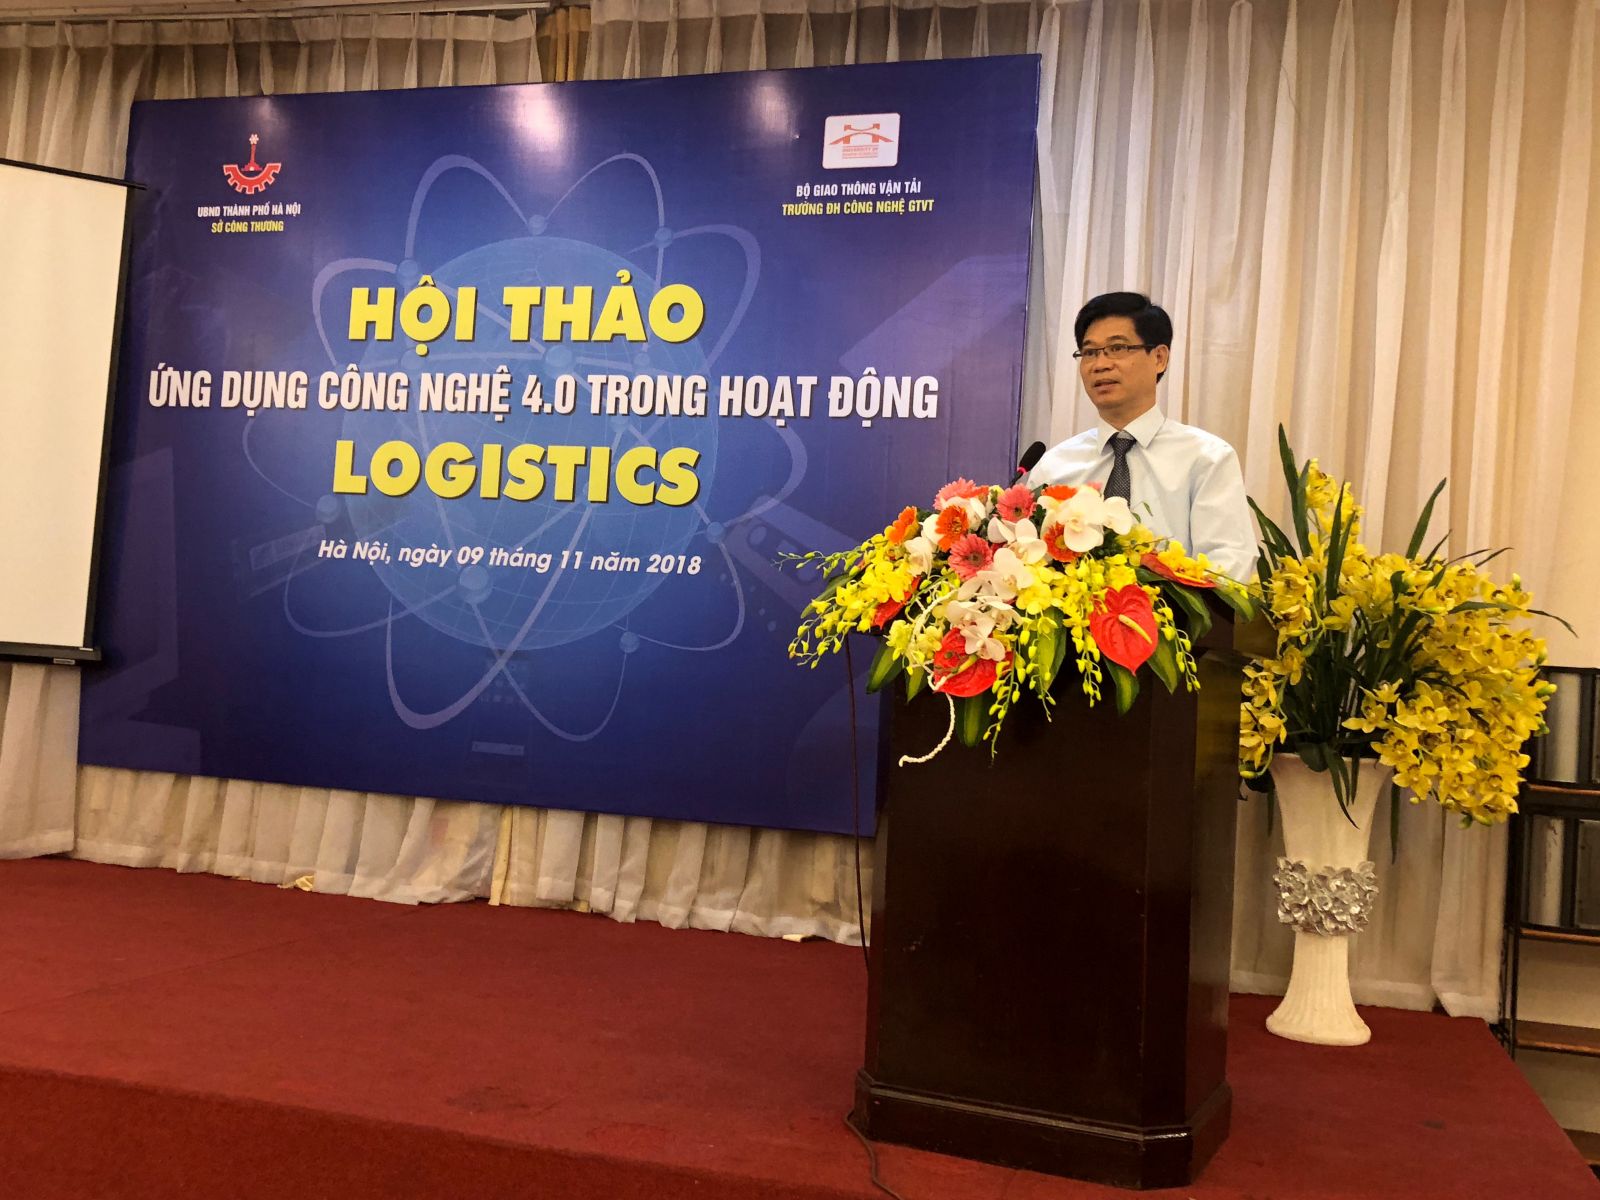 UBND THÀNH PHỐ HÀ NỘI
SỞ CÔNG THƯƠNG
UNIVERSITY OF
BỘ GIAO THÔNG VẬN TẢI
TRƯỜNG ĐH CÔNG NGHỆ GTVT
HỘI THẢO
ỨNG DỤNG CÔNG NGHỆ 4.0 TRONG HOẠT ĐỘNG
LOGISTICS
Hà Nội, ngày 09 tháng 11 năm 2018